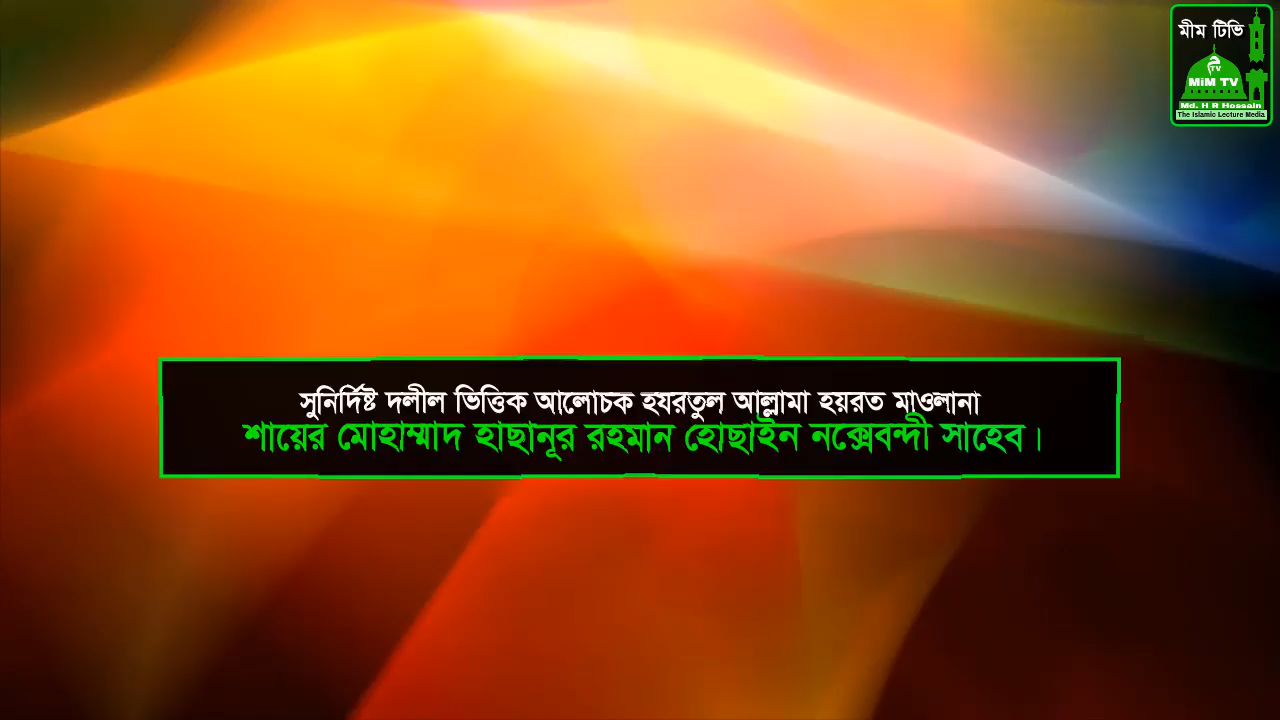 মীম টিভি
TV
MiM TV
Md. H R Hossain
The Islamic Lecture Media
সুনির্দিষ্ট দলীল ভিত্তিক আলোচক হযরতুল আল্লামা হযরত মাওলানা
শায়ের মোহাম্মাদ হাছানূর রহমান হোছাইন নক্সেবন্দী সাহেব।